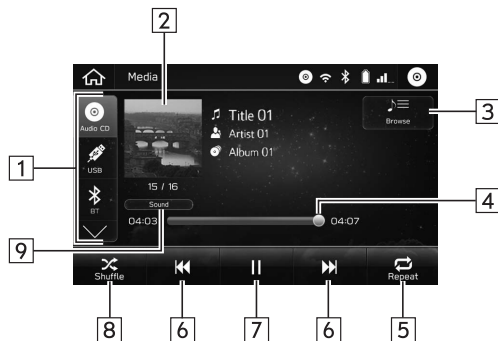 2
Media
1
Audio CD
USB
BT
Title 01
Artist 01
Album 01
Browse
3
15 / 16
Sound
04:03
04:07
4
9
Shuffle
Repeat
8
6
7
6
5